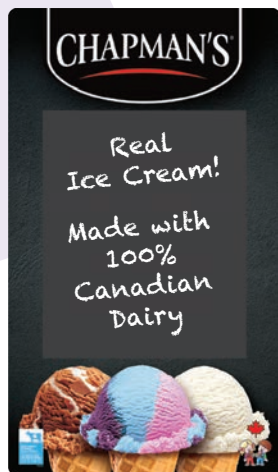 CHAPMAN'S
Real
Ice Cream!
Made with
100%
Canadian
Dairy